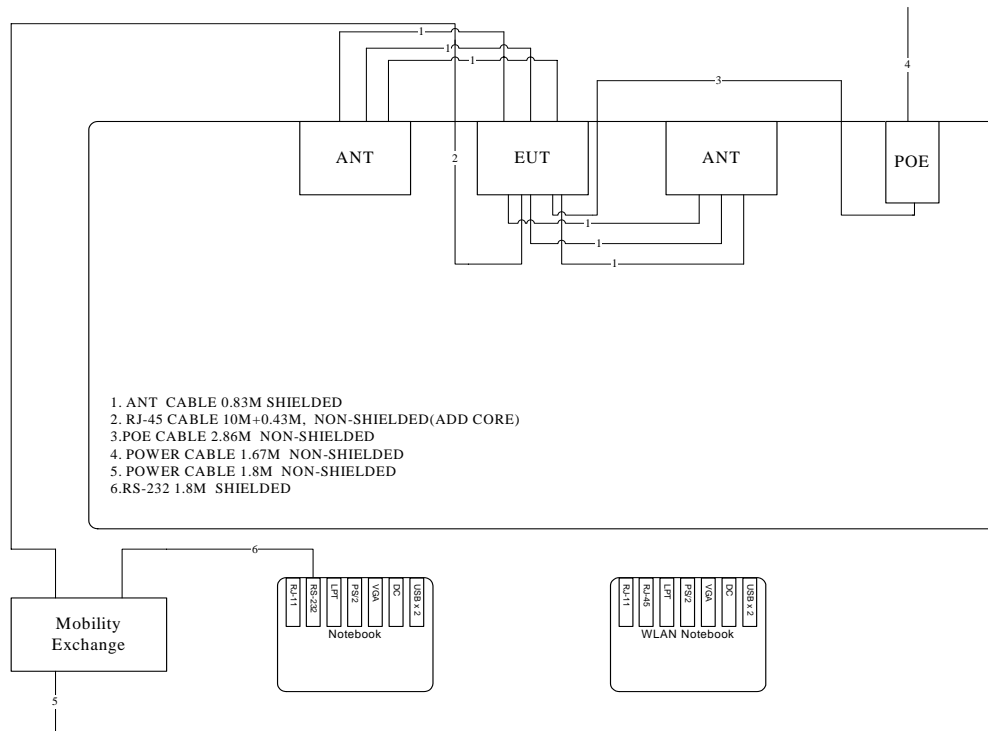 1
1
1
3
4
ANT
EUT
ANT
POE
2
1
1
1
1. ANT CABLE 0.83M SHIELDED
2. RJ-45 CABLE 10M+0.43M, NON-SHIELDED(ADD CORE)
3.POE CABLE 2.86M NON-SHIELDED
4. POWER CABLE 1.67M NON-SHIELDED
5. POWER CABLE 1.8M NON-SHIELDED
6.RS-232 1.8M SHIELDED
6
Mobility
Exchange
5
RJ-11
RS-232
LPT
PS/2
VGA
DC
USB x 2
Notebook
RJ-11
RJ-45
LPT
PS/2
VGA
DC
USB x 2
WLAN Notebook